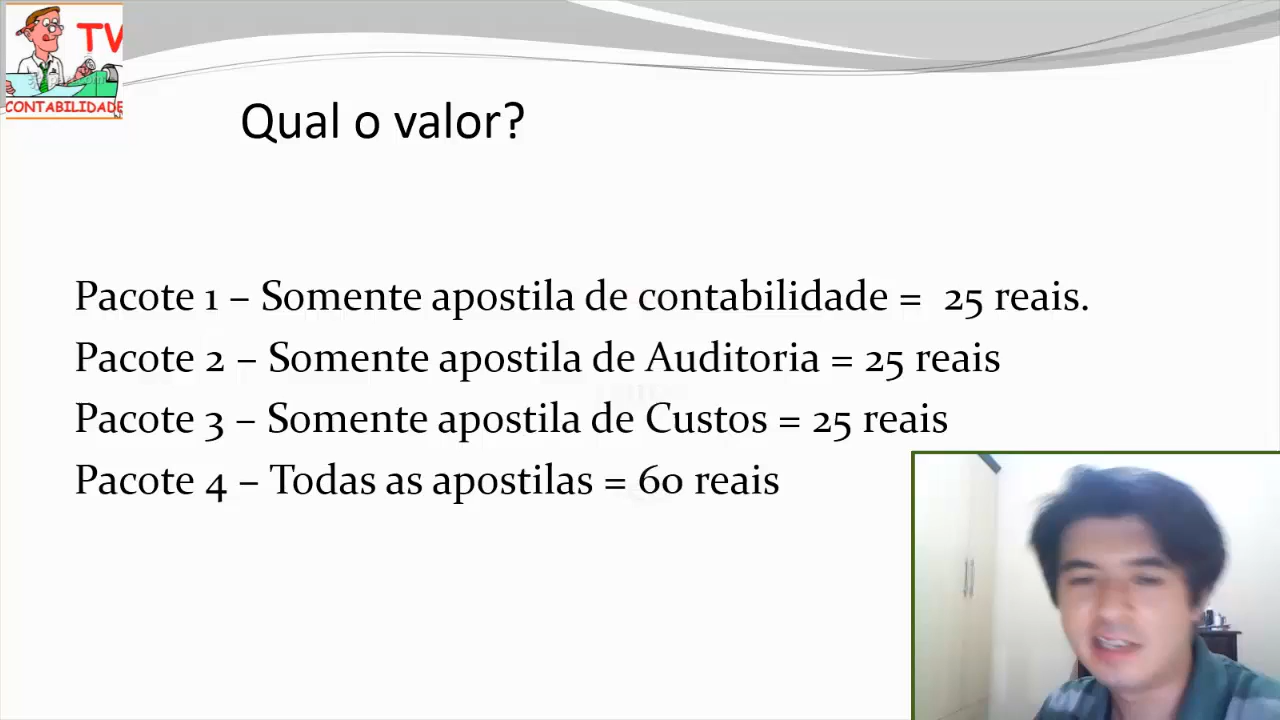 TV
CONTABILIDADE
Qual o valor?
Pacote 1 – Somente apostila de contabilidade = 25 reais.
Pacote 2 – Somente apostila de Auditoria = 25 reais
Pacote 3 – Somente apostila de Custos = 25 reais
Pacote 4 – Todas as apostilas = 60 reais